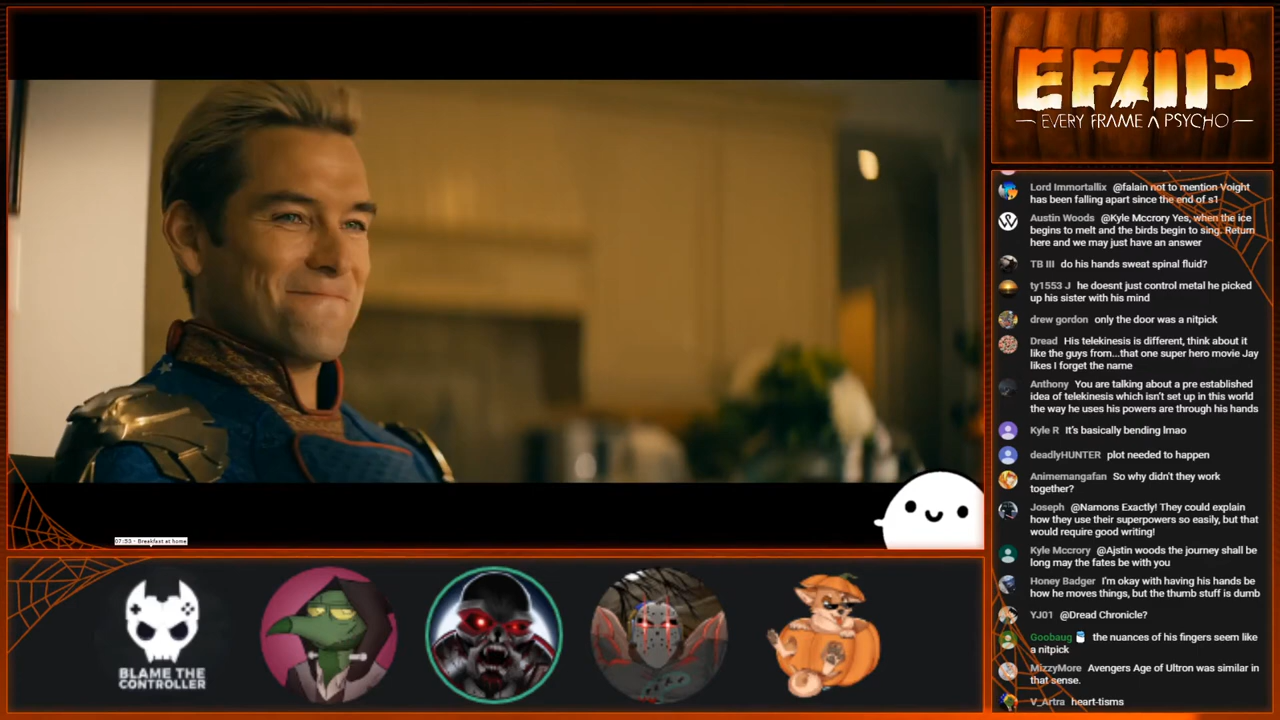 EFAP
EVERY FRAME A PSYCHO
Lord Immortallix @falain not to mention Voight
has been falling apart since the end of s1
Austin Woods @Kyle Mccrory Yes, when the ice
begins to melt and the birds begin to sing. Return
here and we may just have an answer
TB III do his hands sweat spinal fluid?
ty1553 J he doesnt just control metal he picked
up his sister with his mind
drew gordon only the door was a nitpick
Dread His telekinesis is different, think about it
like the guys from...that one super hero movie Jay
likes I forget the name
Anthony You are talking about a pre established
idea of telekinesis which isn't set up in this world
the way he uses his powers are through his hands
Kyle R It's basically bending lmao
deadlyHUNTER plot needed to happen
Animemangafan So why didn't they work
together?
Joseph @Namons Exactly! They could explain
how they use their superpowers so easily, but that
would require good writing!
Kyle Mccrory @Ajstin woods the journey shall be
long may the fates be with you
Honey Badger I'm okay with having his hands be
how he moves things, but the thumb stuff is dumb
YJ01 @Dread Chronicle?
Goobaug the nuances of his fingers seem like
a nitpick
MizzyMore Avengers Age of Ultron was similar in
that sense.
V_Artra heart-tisms
07:53 - Breakfast at home
BLAME THE
CONTROLLER